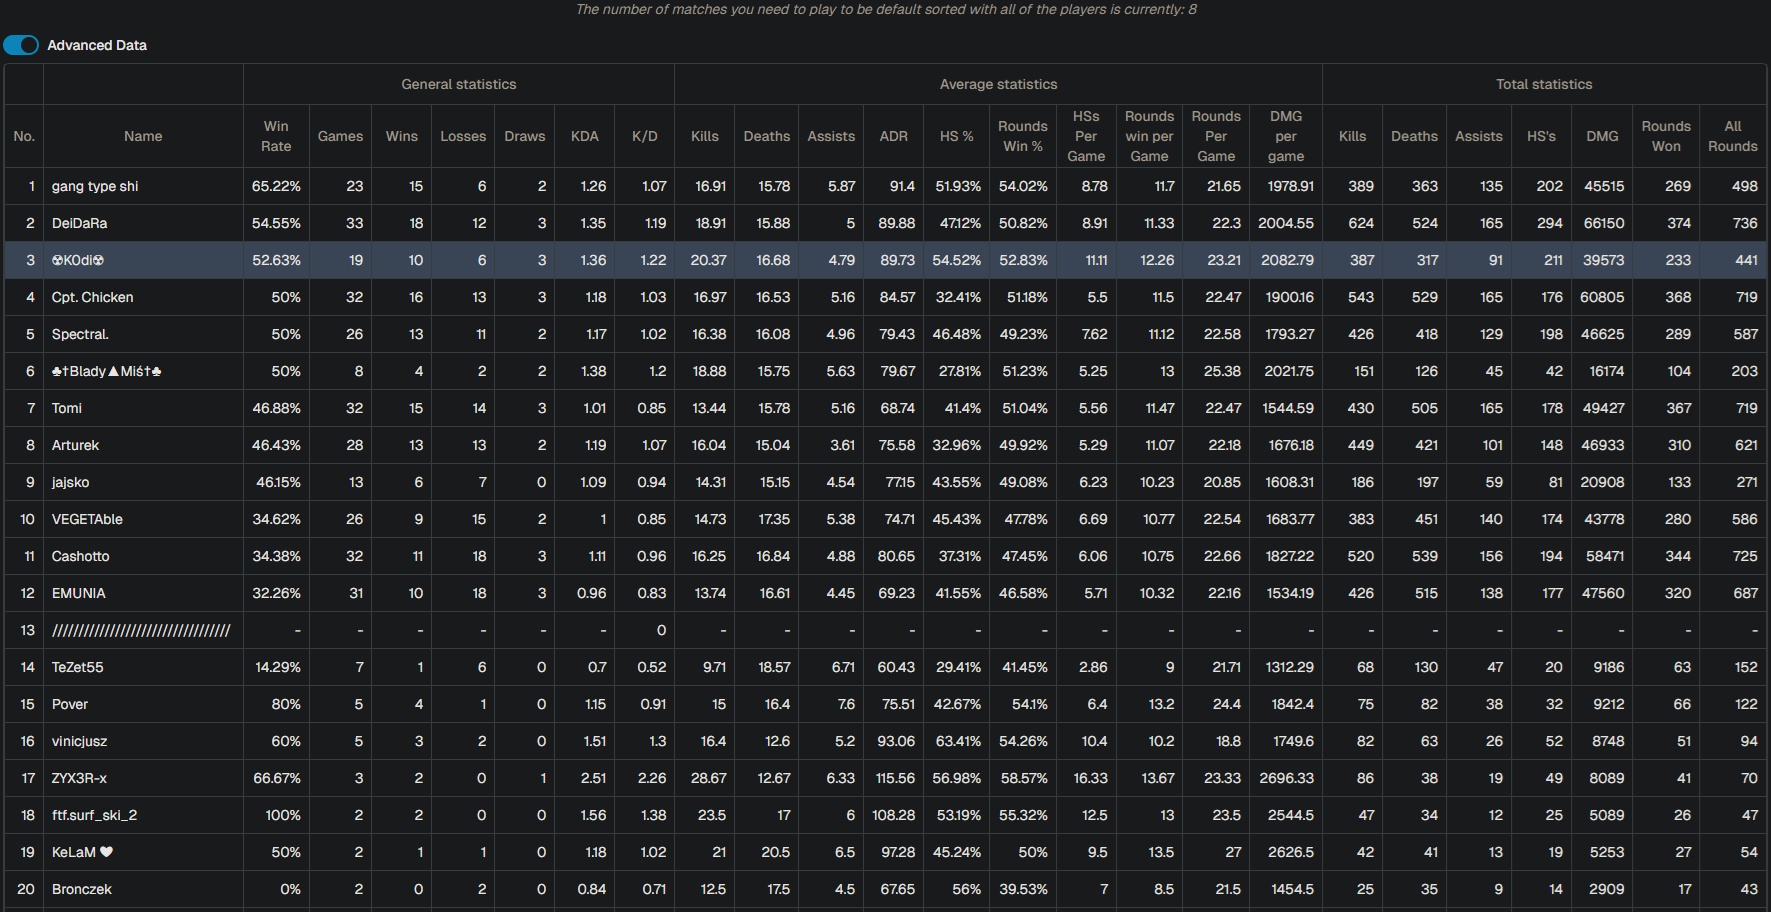 The number of matches you need to play to be default sorted with all of the players is currently: 8
Advanced Data
General statistics Average statistics Total statistics
No. Name Win Rate Games Wins Losses Draws KDA K/D Kills Deaths Assists ADR HS % Rounds Win % HSs Per Game Rounds win per Game Rounds Per Game DMG per game Kills Deaths Assists HS's DMG Rounds Won All Rounds
1 gang type shi 65.22% 23 15 6 2 1.26 1.07 16.91 15.78 5.87 91.4 51.93% 54.02% 8.78 11.7 21.65 1978.91 389 363 135 202 45515 269 498
2 DeiDaRa 54.55% 33 18 12 3 1.35 1.19 18.91 15.88 5 89.88 47.12% 50.82% 8.91 11.33 22.3 2004.55 624 524 165 294 66150 374 736
3 ☢K0di☢ 52.63% 19 10 6 3 1.36 1.22 20.37 16.68 4.79 89.73 54.52% 52.83% 11.11 12.26 23.21 2082.79 387 317 91 211 39573 233 441
4 Cpt. Chicken 50% 32 16 13 3 1.18 1.03 16.97 16.53 5.16 84.57 32.41% 51.18% 5.5 11.5 22.47 1900.16 543 529 165 176 60805 368 719
5 Spectral. 50% 26 13 11 2 1.17 1.02 16.38 16.08 4.96 79.43 46.48% 49.23% 7.62 11.12 22.58 1793.27 426 418 129 198 46625 289 587
6 ♣†Blady▲Miś†♣ 50% 8 4 2 2 1.38 1.2 18.88 15.75 5.63 79.67 27.81% 51.23% 5.25 13 25.38 2021.75 151 126 45 42 16174 104 203
7 Tomi 46.88% 32 15 14 3 1.01 0.85 13.44 15.78 5.16 68.74 41.4% 51.04% 5.56 11.47 22.47 1544.59 430 505 165 178 49427 367 719
8 Arturek 46.43% 28 13 13 2 1.19 1.07 16.04 15.04 3.61 75.58 32.96% 49.92% 5.29 11.07 22.18 1676.18 449 421 101 148 46933 310 621
9 jajsko 46.15% 13 6 7 0 1.09 0.94 14.31 15.15 4.54 77.15 43.55% 49.08% 6.23 10.23 20.85 1608.31 186 197 59 81 20908 133 271
10 VEGETAble 34.62% 26 9 15 2 1 0.85 14.73 17.35 5.38 74.71 45.43% 47.78% 6.69 10.77 22.54 1683.77 383 451 140 174 43778 280 586
11 Cashotto 34.38% 32 11 18 3 1.11 0.96 16.25 16.84 4.88 80.65 37.31% 47.45% 6.06 10.75 22.66 1827.22 520 539 156 194 58471 344 725
12 EMUNIA 32.26% 31 10 18 3 0.96 0.83 13.74 16.61 4.45 69.23 41.55% 46.58% 5.71 10.32 22.16 1534.19 426 515 138 177 47560 320 687
13 ////////////////////////////////// - - - - - - 0 - - - - - - - - - - - - - - - - -
14 TeZet55 14.29% 7 1 6 0 0.7 0.52 9.71 18.57 6.71 60.43 29.41% 41.45% 2.86 9 21.71 1312.29 68 130 47 20 9186 63 152
15 Pover 80% 5 4 1 0 1.15 0.91 15 16.4 7.6 75.51 42.67% 54.1% 6.4 13.2 24.4 1842.4 75 82 38 32 9212 66 122
16 vinicjusz 60% 5 3 2 0 1.51 1.3 16.4 12.6 5.2 93.06 63.41% 54.26% 10.4 10.2 18.8 1749.6 82 63 26 52 8748 51 94
17 ZYX3R-x 66.67% 3 2 0 1 2.51 2.26 28.67 12.67 6.33 115.56 56.98% 58.57% 16.33 13.67 23.33 2696.33 86 38 19 49 8089 41 70
18 ftf.surf_ski_2 100% 2 2 0 0 1.56 1.38 23.5 17 6 108.28 53.19% 55.32% 12.5 13 23.5 2544.5 47 34 12 25 5089 26 47
19 KeLaM ♥ 50% 2 1 1 0 1.18 1.02 21 20.5 6.5 97.28 45.24% 50% 9.5 13.5 27 2626.5 42 41 13 19 5253 27 54
20 Bronczek 0% 2 0 2 0 0.84 0.71 12.5 17.5 4.5 67.65 56% 39.53% 7 8.5 21.5 1454.5 25 35 9 14 2909 17 43